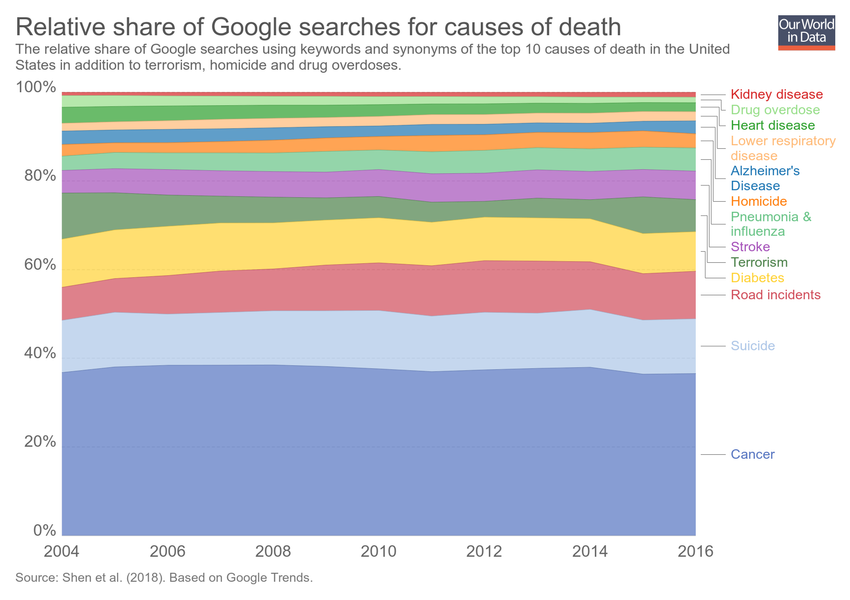 Relative share of Google searches for causes of death
Our World
in Data
The relative share of Google searches using keywords and synonyms of the top 10 causes of death in the United
States in addition to terrorism, homicide and drug overdoses.
100%
80%
60%
40%
20%
0%
2004
2006
2008
2010
2012
2014
2016
Kidney disease
Drug overdose
Heart disease
Lower respiratory
disease
Alzheimer's
Disease
Homicide
Pneumonia &
influenza
Stroke
Terrorism
Diabetes
Road incidents
Suicide
Cancer
Source: Shen et al. (2018). Based on Google Trends.